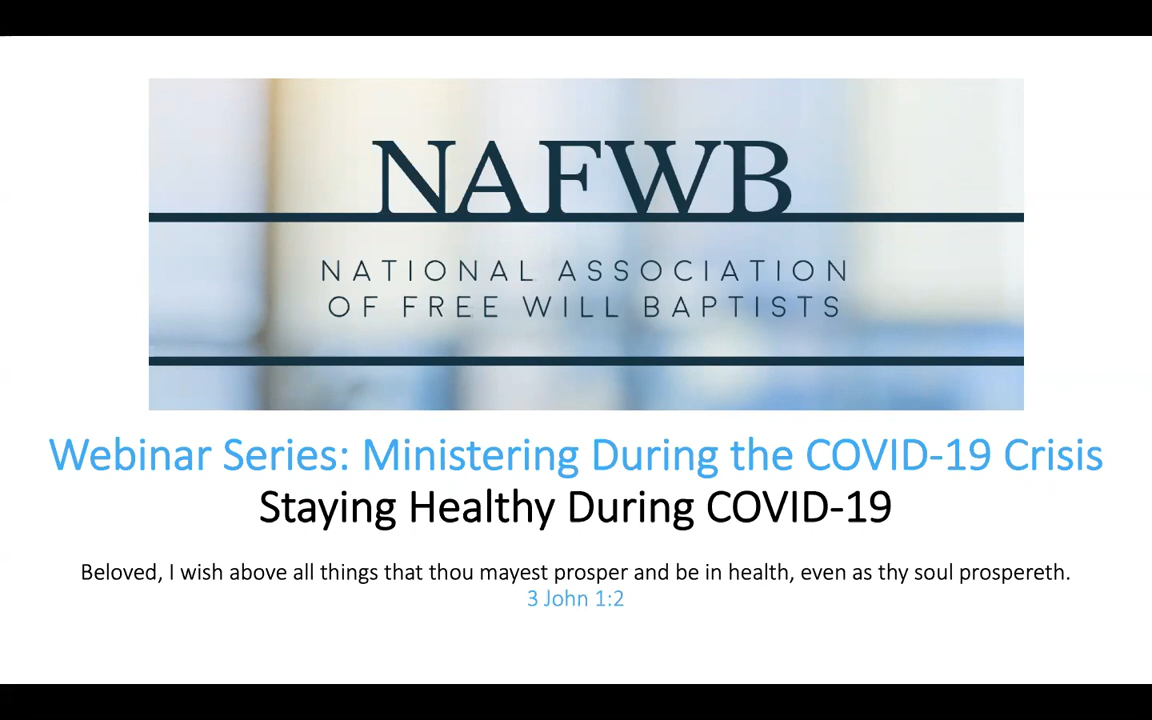 NAFWB
NATIONAL ASSOCIATION
OF FREE WILL BAPTISTS
Webinar Series: Ministering During the COVID-19 Crisis
Staying Healthy During COVID-19
Beloved, I wish above all things that thou mayest prosper and be in health, even as thy soul prospereth.
3 John 1:2